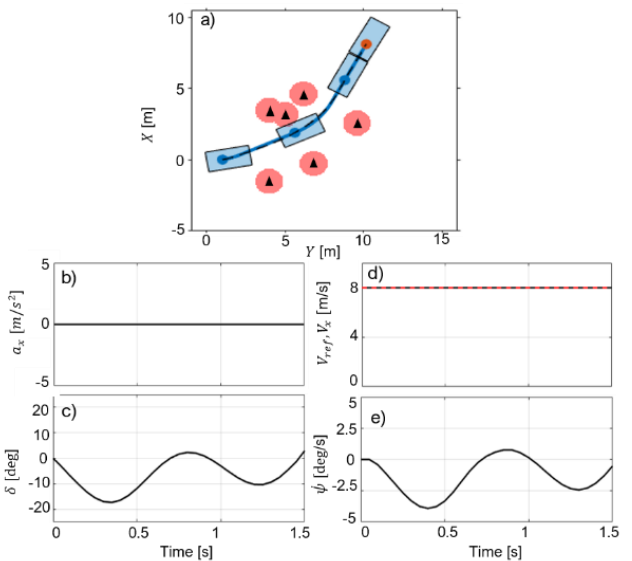 a)
10
5
0
-5
X [m]
0 5 10 15
Y [m]
b)
5
0
-5
a_x [m/s²]
d)
8
4
0
V_ref, V_x [m/s]
c)
20
10
0
-10
-20
δ [deg]
0 0.5 1 1.5
Time [s]
e)
5
2.5
0
-2.5
-5
ψ̇ [deg/s]
0 0.5 1 1.5
Time [s]